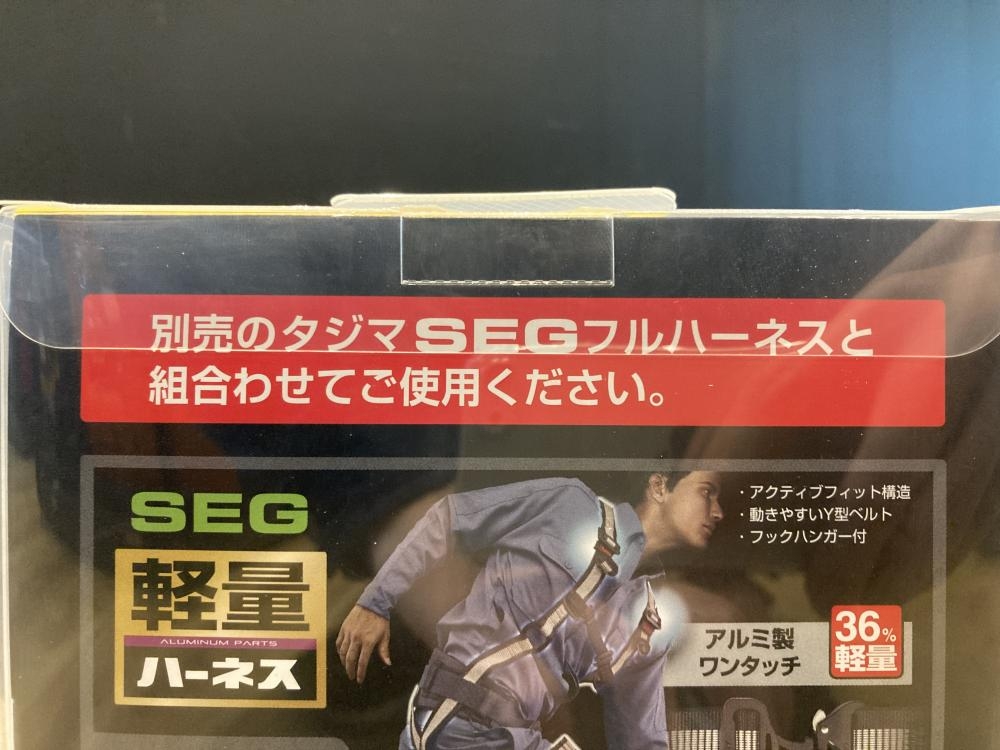 別売のタジマSEGフルハーネスと
組合わせてご使用ください。
SEG
軽量
ALUMINUM PARTS
ハーネス
・アクティブフィット構造
・動きやすいY型ベルト
・フックハンガー付
アルミ製
ワンタッチ
36%
軽量